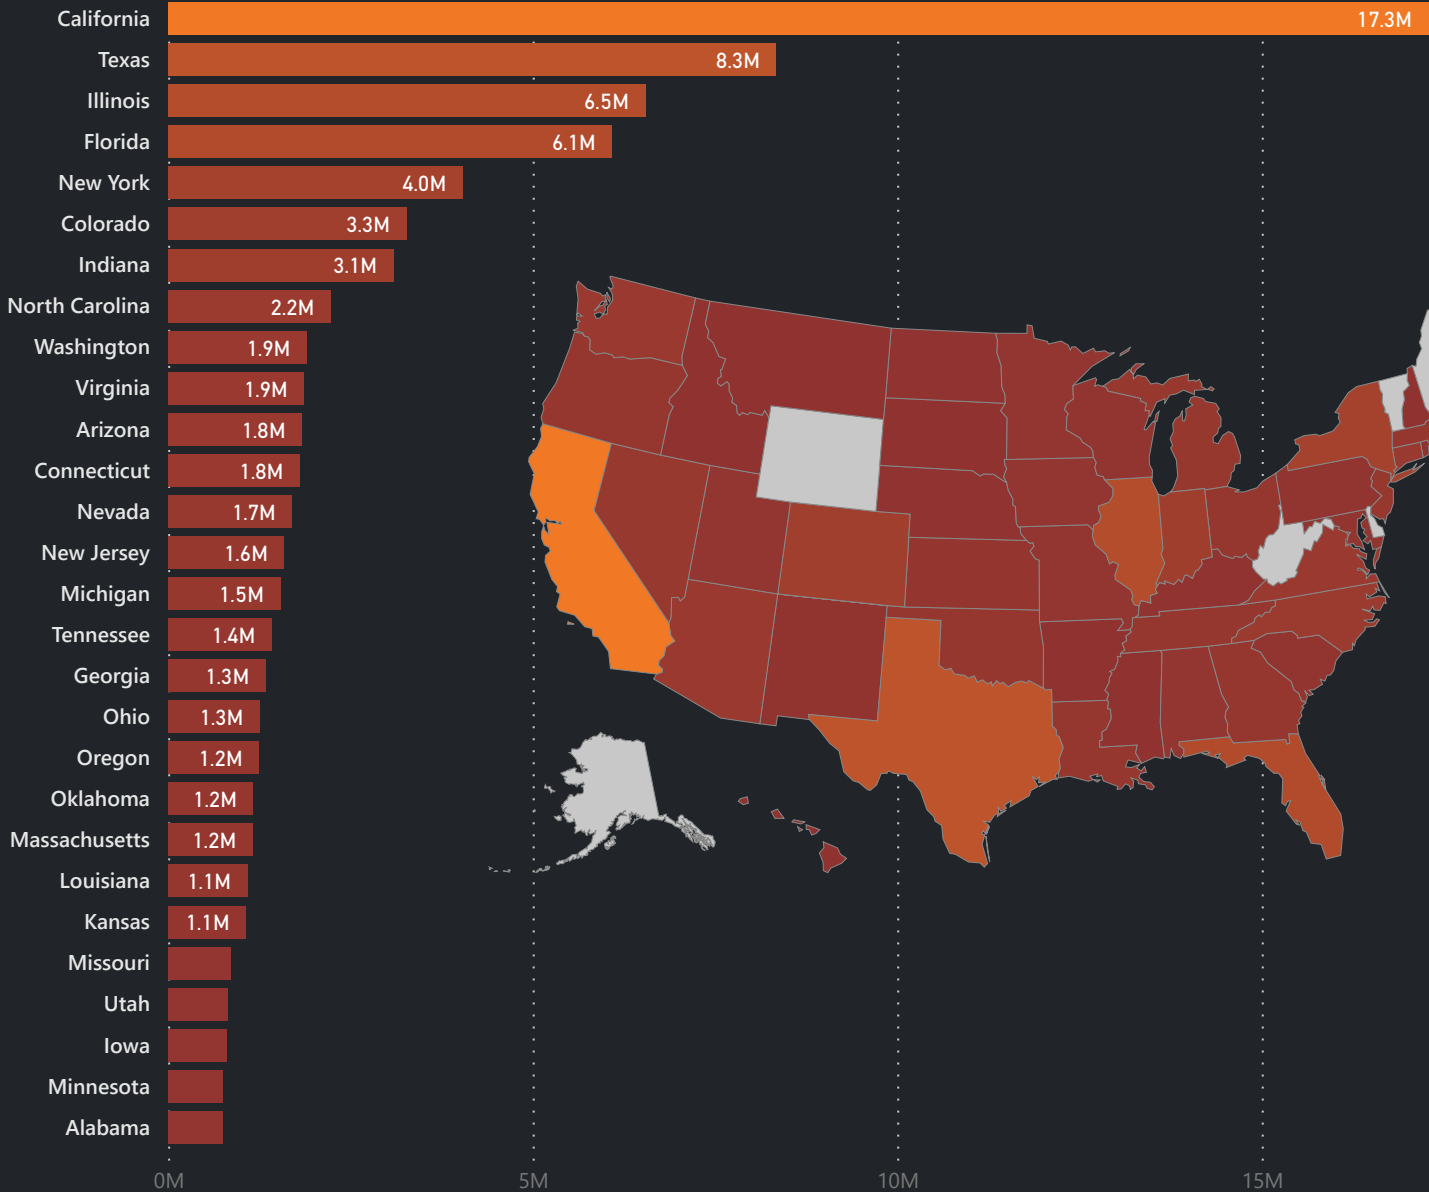 California 17.3M
Texas 8.3M
Illinois 6.5M
Florida 6.1M
New York 4.0M
Colorado 3.3M
Indiana 3.1M
North Carolina 2.2M
Washington 1.9M
Virginia 1.9M
Arizona 1.8M
Connecticut 1.8M
Nevada 1.7M
New Jersey 1.6M
Michigan 1.5M
Tennessee 1.4M
Georgia 1.3M
Ohio 1.3M
Oregon 1.2M
Oklahoma 1.2M
Massachusetts 1.2M
Louisiana 1.1M
Kansas 1.1M
Missouri
Utah
Iowa
Minnesota
Alabama
0M 5M 10M 15M